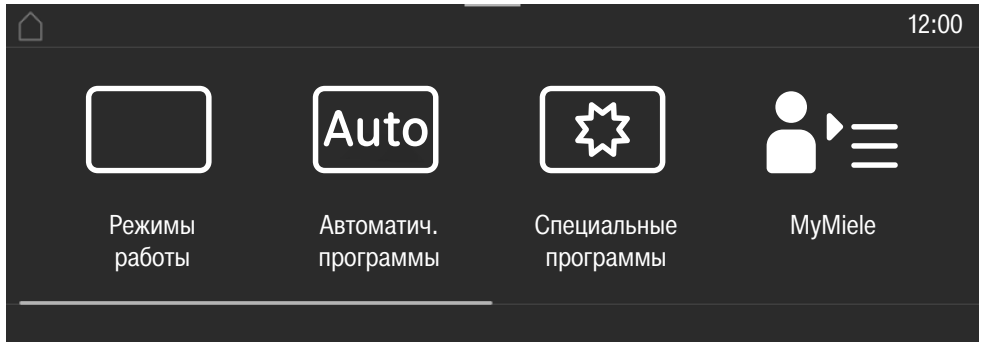 12:00
Auto
Режимы
работы
Автоматич.
программы
Специальные
программы
MyMiele